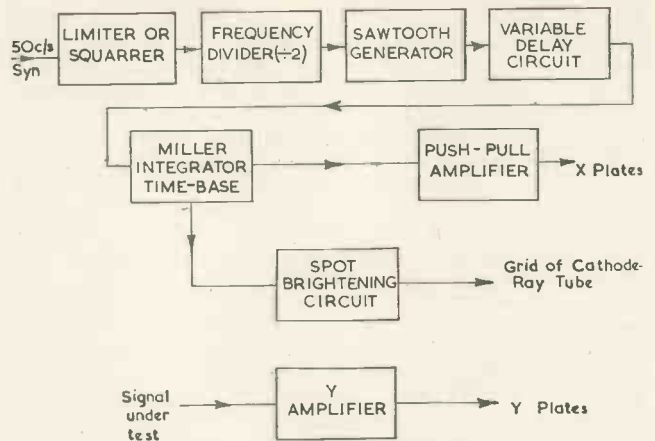 50c/s
Syn
LIMITER OR
SQUARRER
FREQUENCY
DIVIDER(÷2)
SAWTOOTH
GENERATOR
VARIABLE
DELAY
CIRCUIT
MILLER
INTEGRATOR
TIME-BASE
PUSH-PULL
AMPLIFIER
X Plates
SPOT
BRIGHTENING
CIRCUIT
Grid of Cathode-
Ray Tube
Signal
under
test
Y
AMPLIFIER
Y Plates